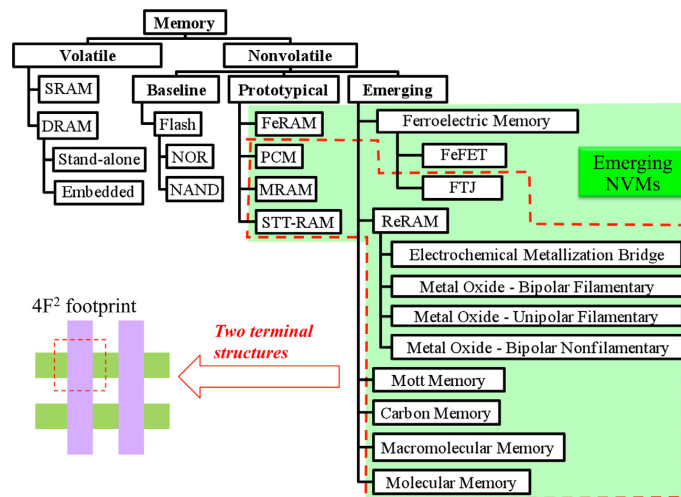 Memory
Volatile
Nonvolatile
SRAM
DRAM
Stand-alone
Embedded
Baseline
Flash
NOR
NAND
Prototypical
FeRAM
PCM
MRAM
STT-RAM
Emerging
Ferroelectric Memory
FeFET
FTJ
ReRAM
Electrochemical Metallization Bridge
Metal Oxide - Bipolar Filamentary
Metal Oxide - Unipolar Filamentary
Metal Oxide - Bipolar Nonfilamentary
Mott Memory
Carbon Memory
Macromolecular Memory
Molecular Memory
Emerging
NVMs
4F² footprint
Two terminal
structures